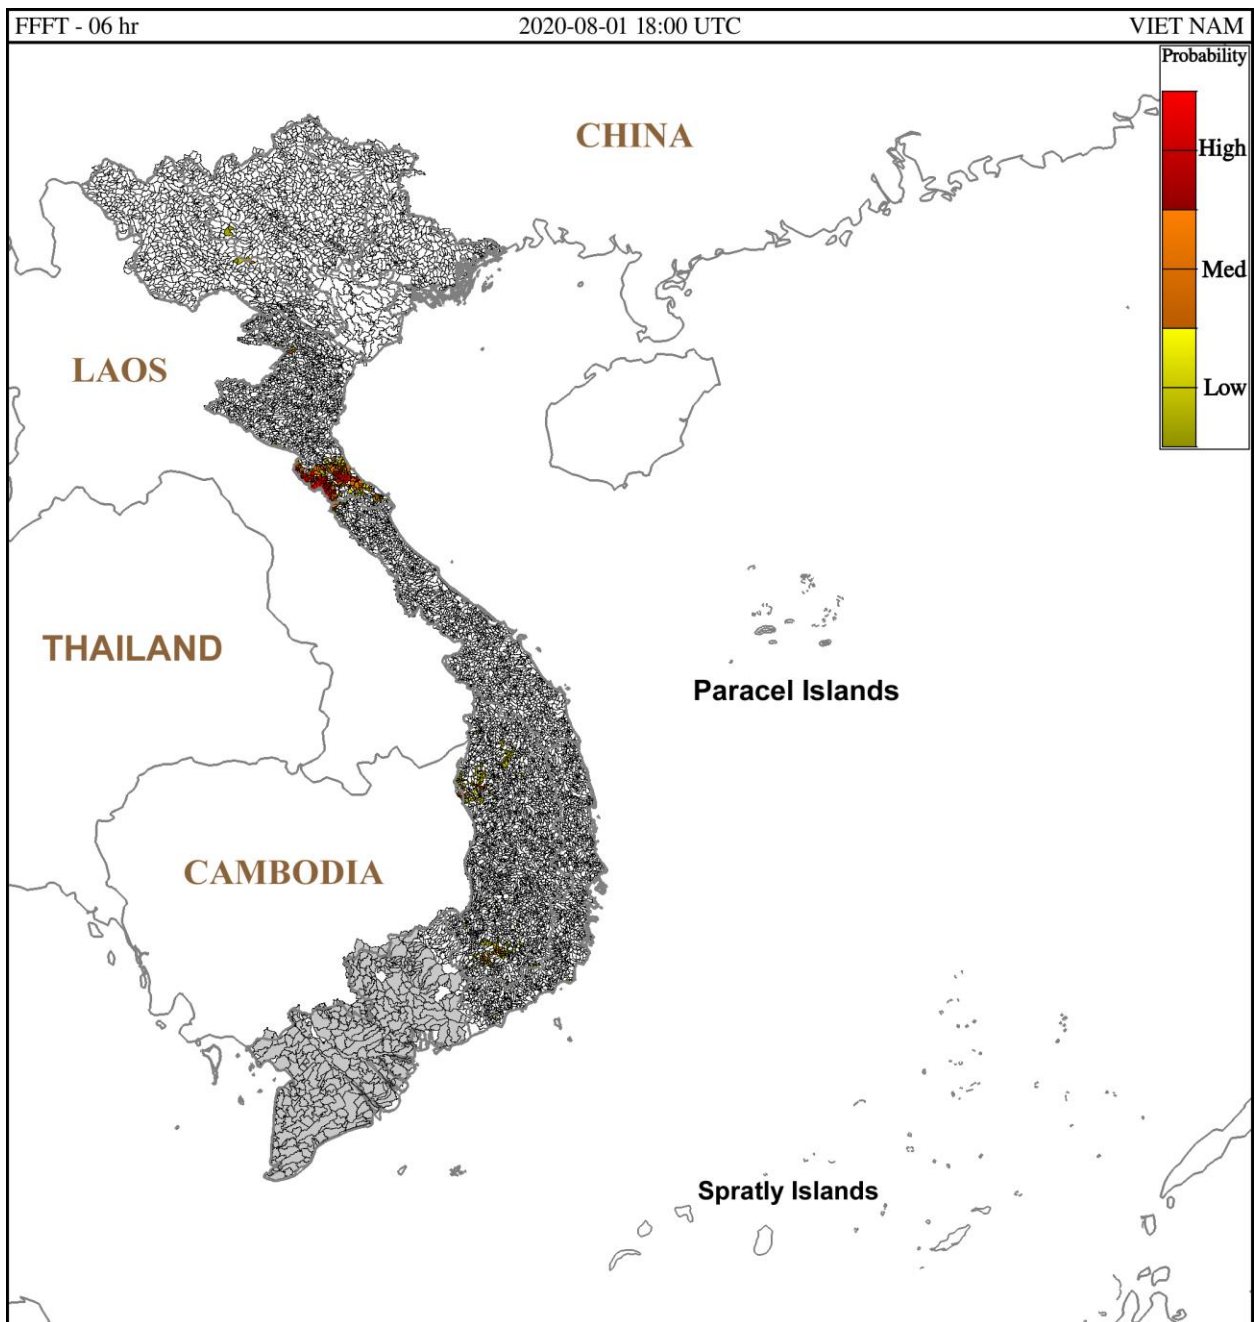 FFFT - 06 hr
2020-08-01 18:00 UTC
VIET NAM
Probability
High
Med
Low
CHINA
LAOS
THAILAND
Paracel Islands
CAMBODIA
Spratly Islands